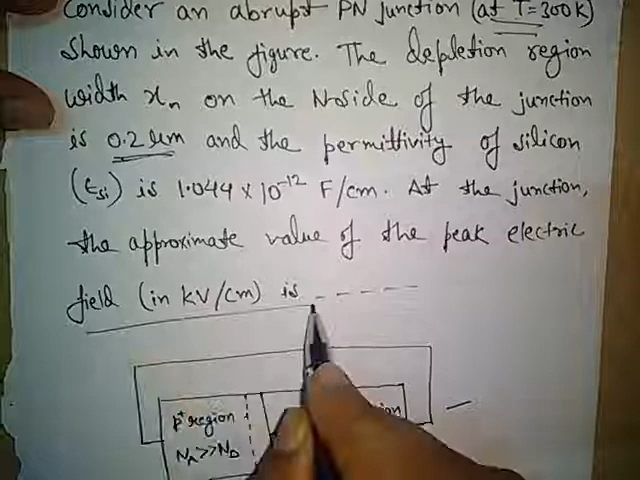 Consider an abrupt PN junction (at T=300K)
Shown in the figure. The depletion region
width xn on the N-side of the junction
is 0.2 μm and the permittivity of silicon
(εsi) is 1.044 × 10⁻¹² F/cm. At the junction,
the approximate value of the peak electric
field (in kV/cm) is - - - -
p⁺ region
NA>>ND